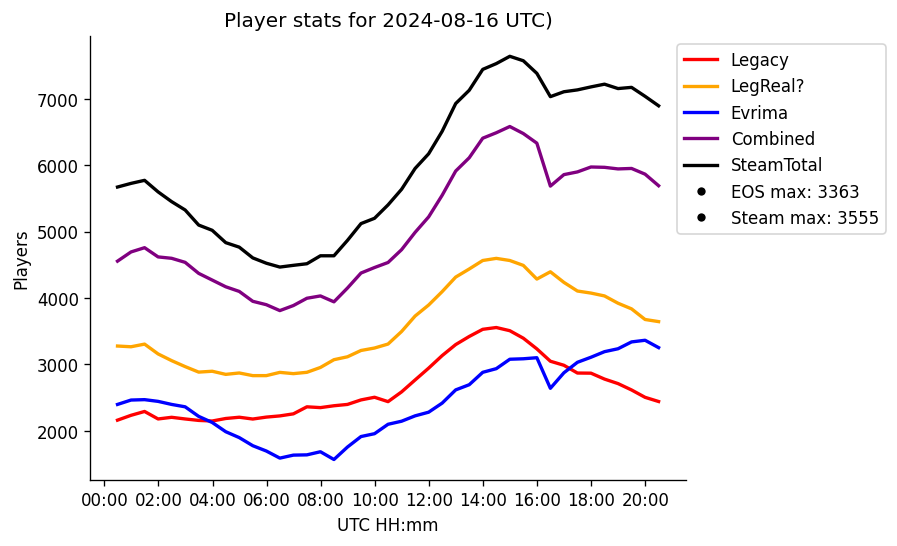 Player stats for 2024-08-16 UTC)
Legacy
LegReal?
Evrima
Combined
SteamTotal
EOS max: 3363
Steam max: 3555
Players
7000
6000
5000
4000
3000
2000
00:00 02:00 04:00 06:00 08:00 10:00 12:00 14:00 16:00 18:00 20:00
UTC HH:mm